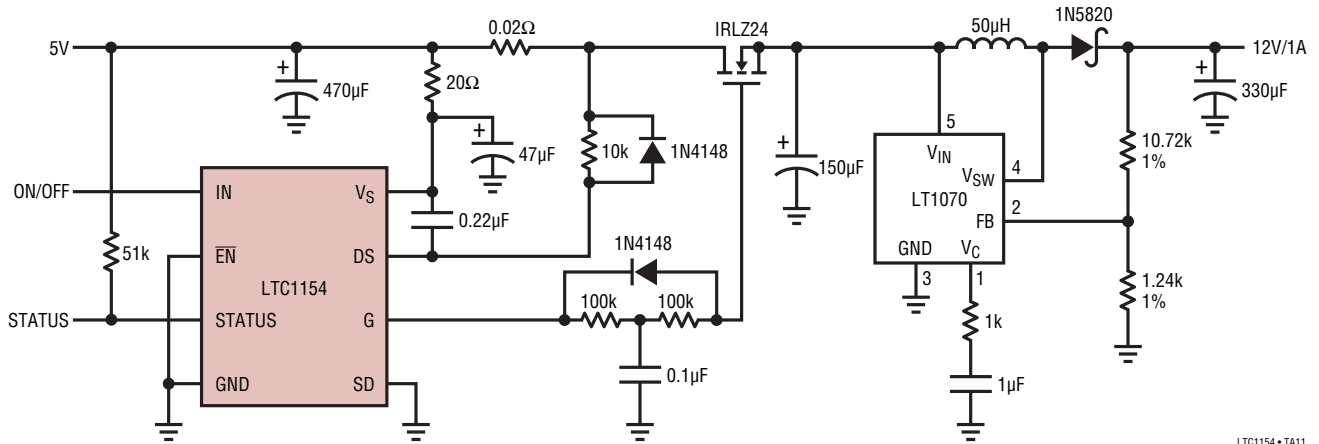 5V
0.02Ω
IRLZ24
50µH
1N5820
12V/1A
+
470µF
20Ω
+
47µF
10k
1N4148
+
150µF
+
330µF
5
VIN
VSW
4
LT1070
FB
2
GND
VC
3
1
10.72k
1%
1.24k
1%
1k
1µF
ON/OFF
IN
VS
0.22µF
51k
EN
DS
LTC1154
1N4148
100k
100k
STATUS
STATUS
G
0.1µF
GND
SD
LTC1154 • TA11